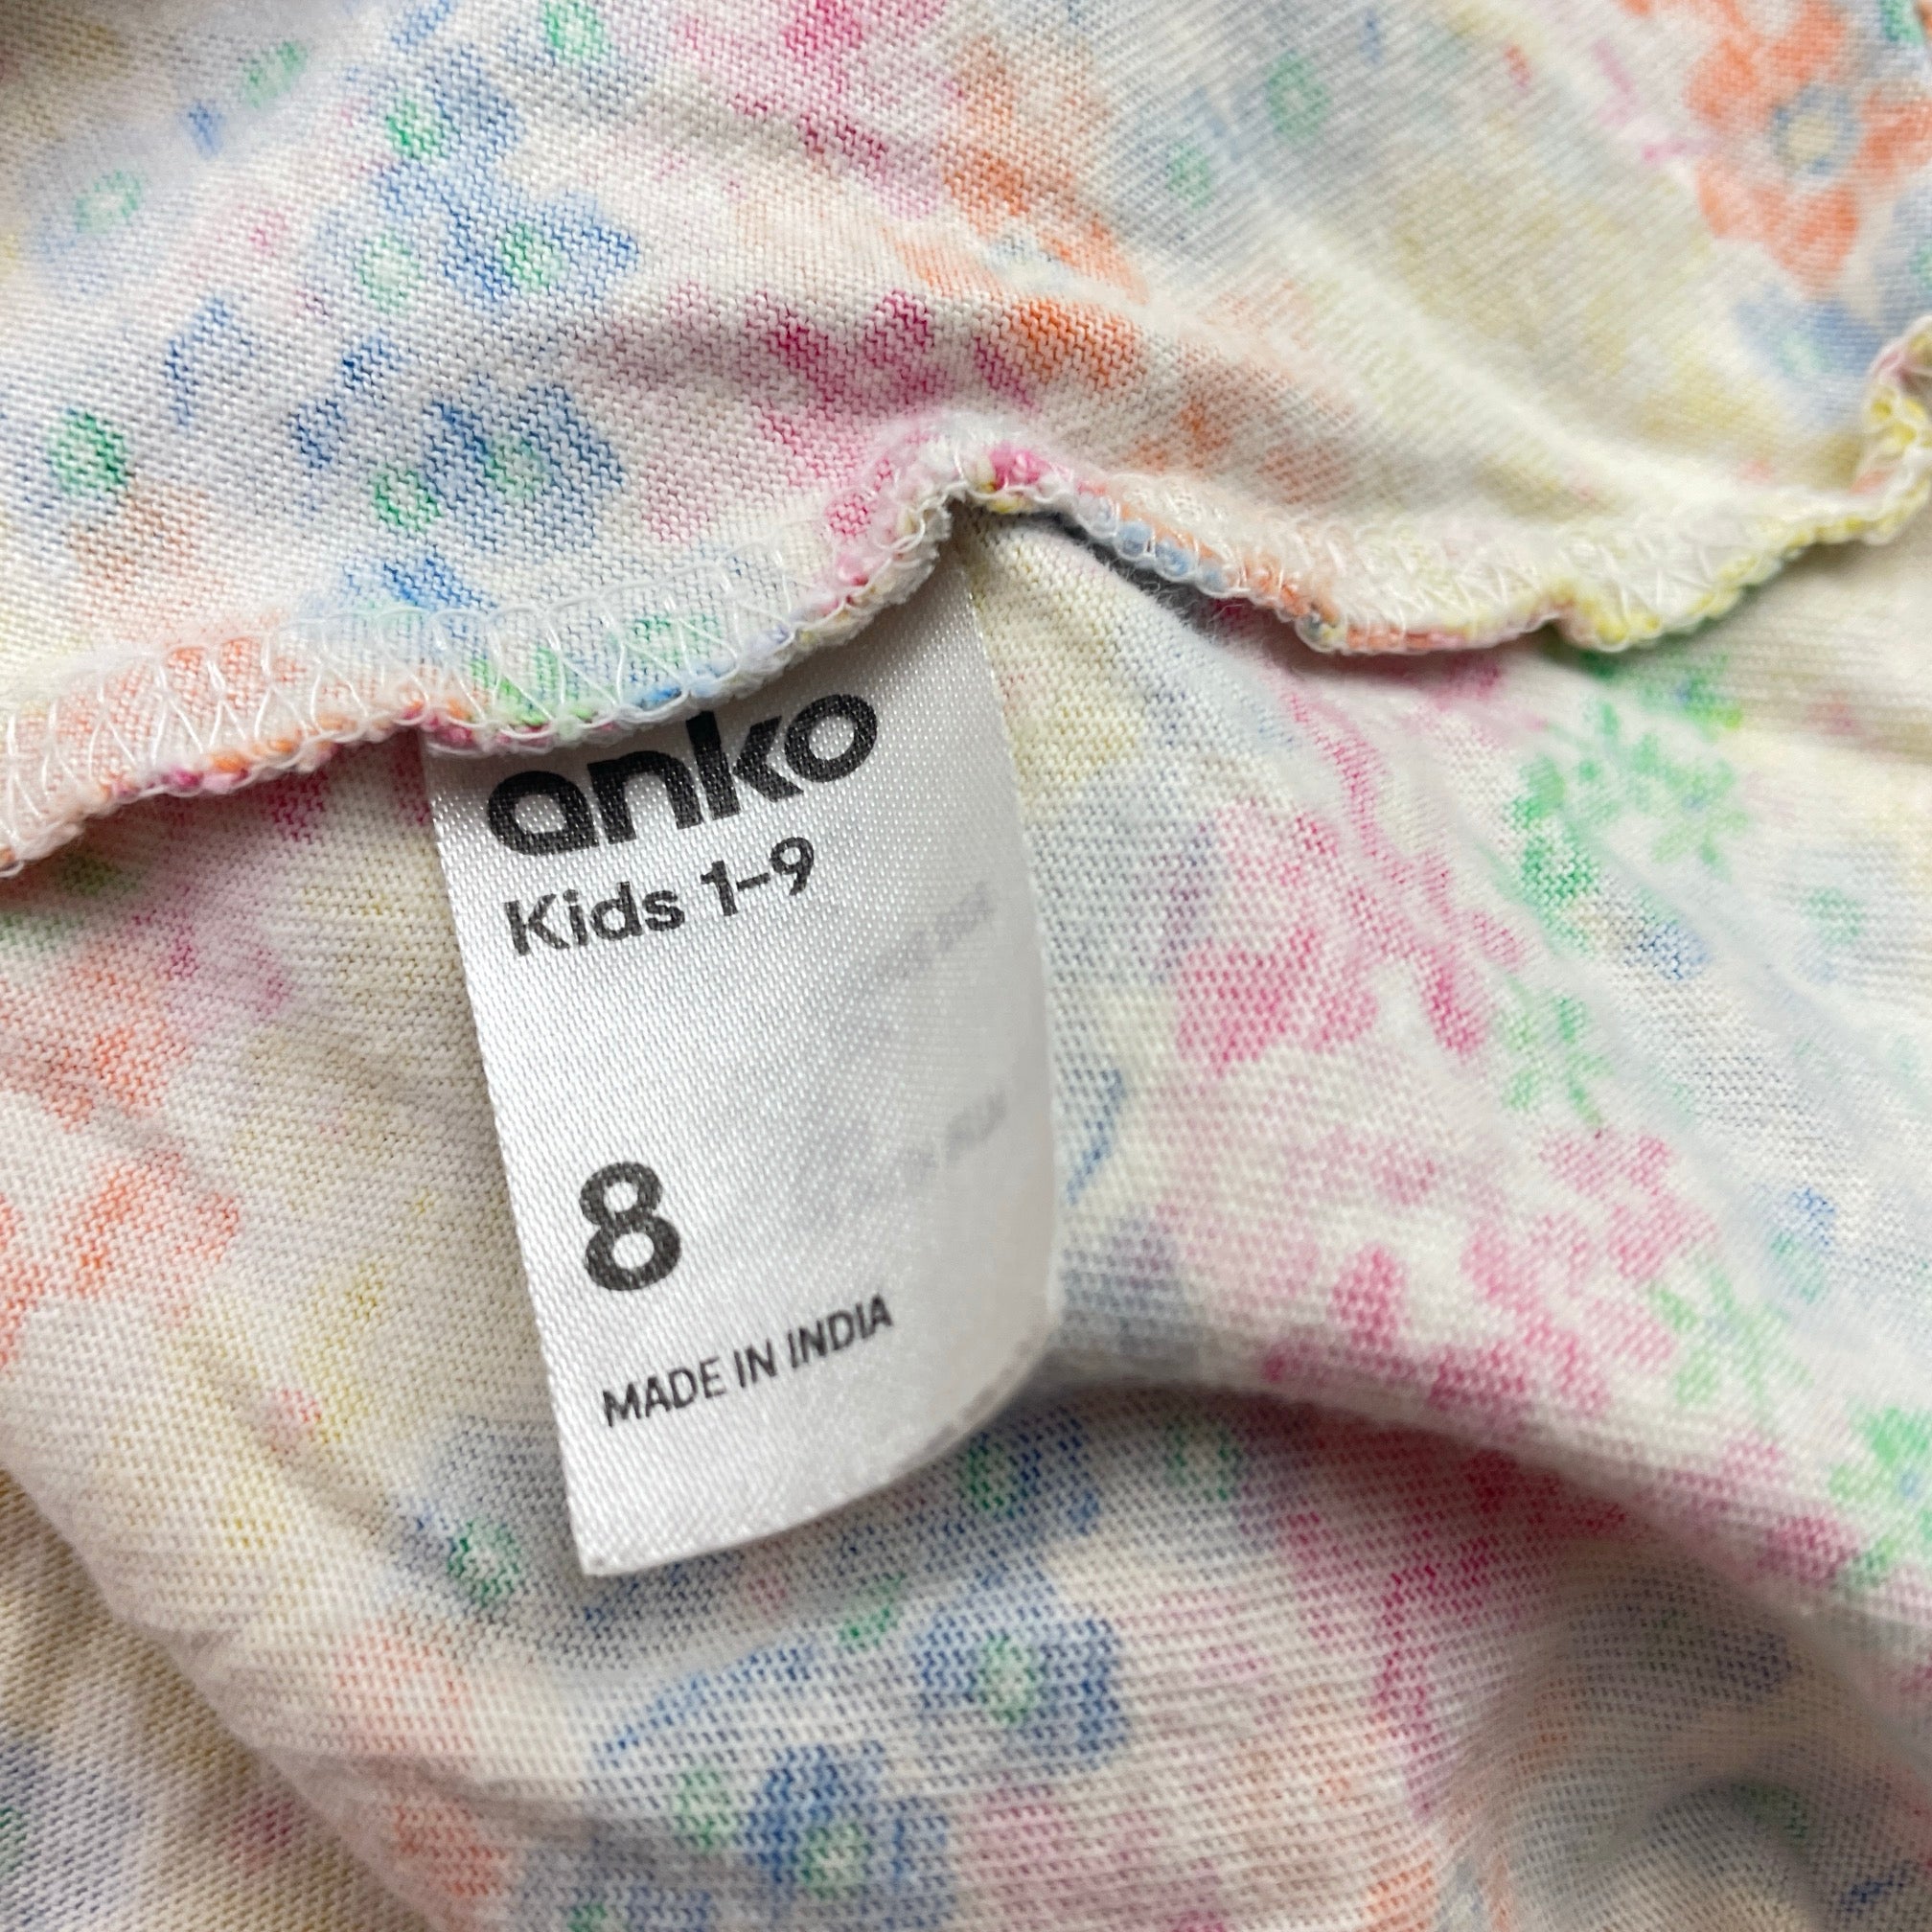 anko
Kids 1-9
8
MADE IN INDIA